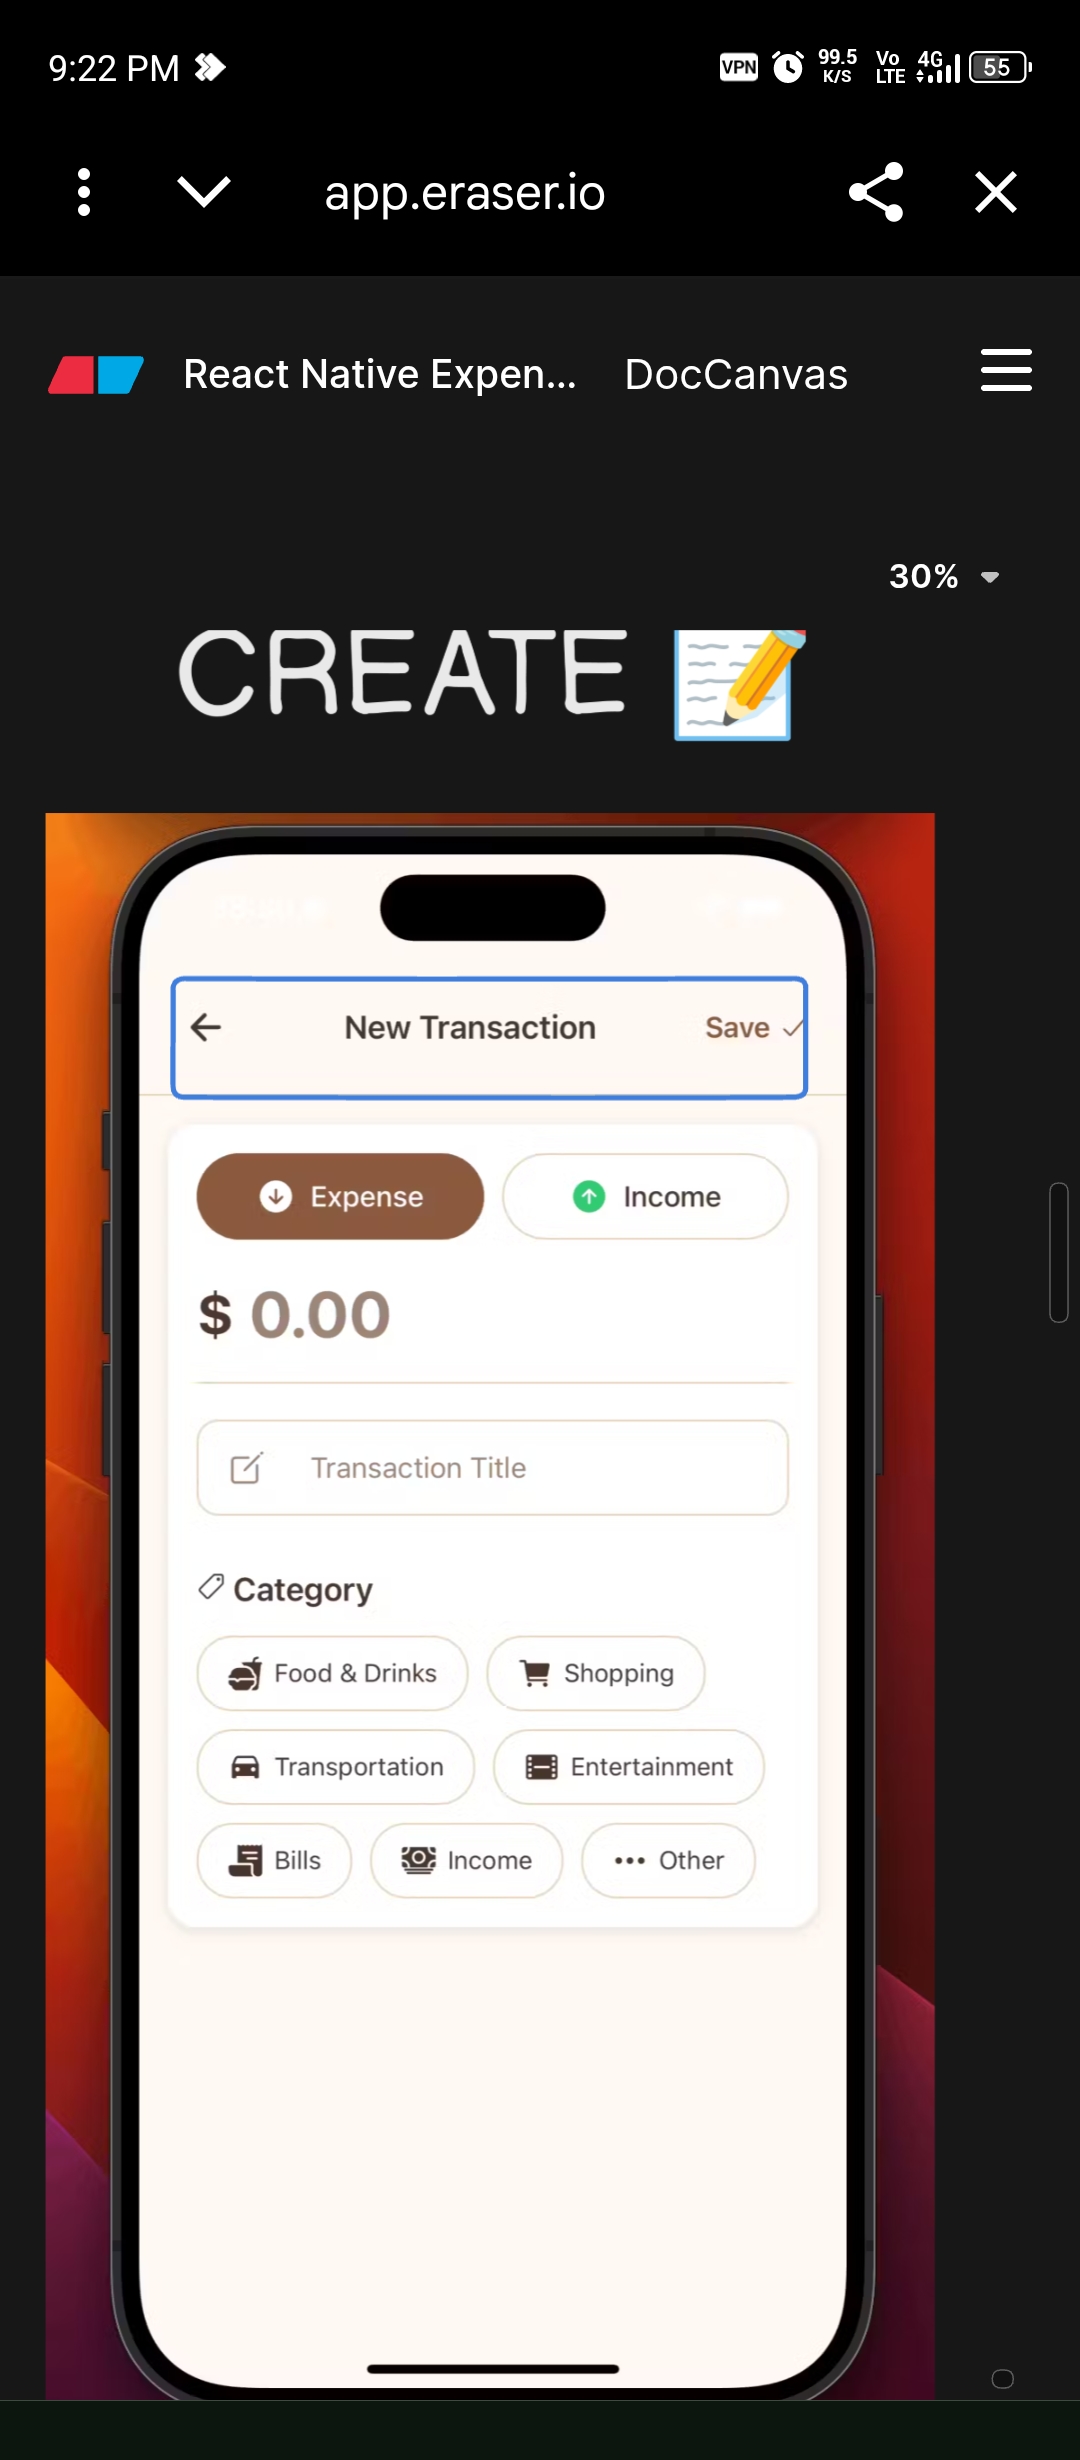 9:22 PM VPN 99.5 K/S Vo LTE 4G 55
app.eraser.io
React Native Expen... DocCanvas
30%
CREATE
New Transaction Save
Expense Income
$ 0.00
Transaction Title
Category
Food & Drinks Shopping
Transportation Entertainment
Bills Income Other